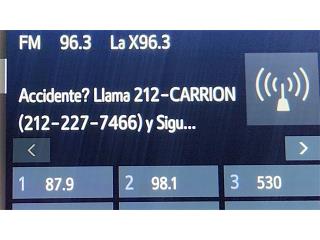 FM 96.3 La X96.3
Accidente? Llama 212-CARRION
(212-227-7466) y Sigu...
1 87.9 2 98.1 3 530